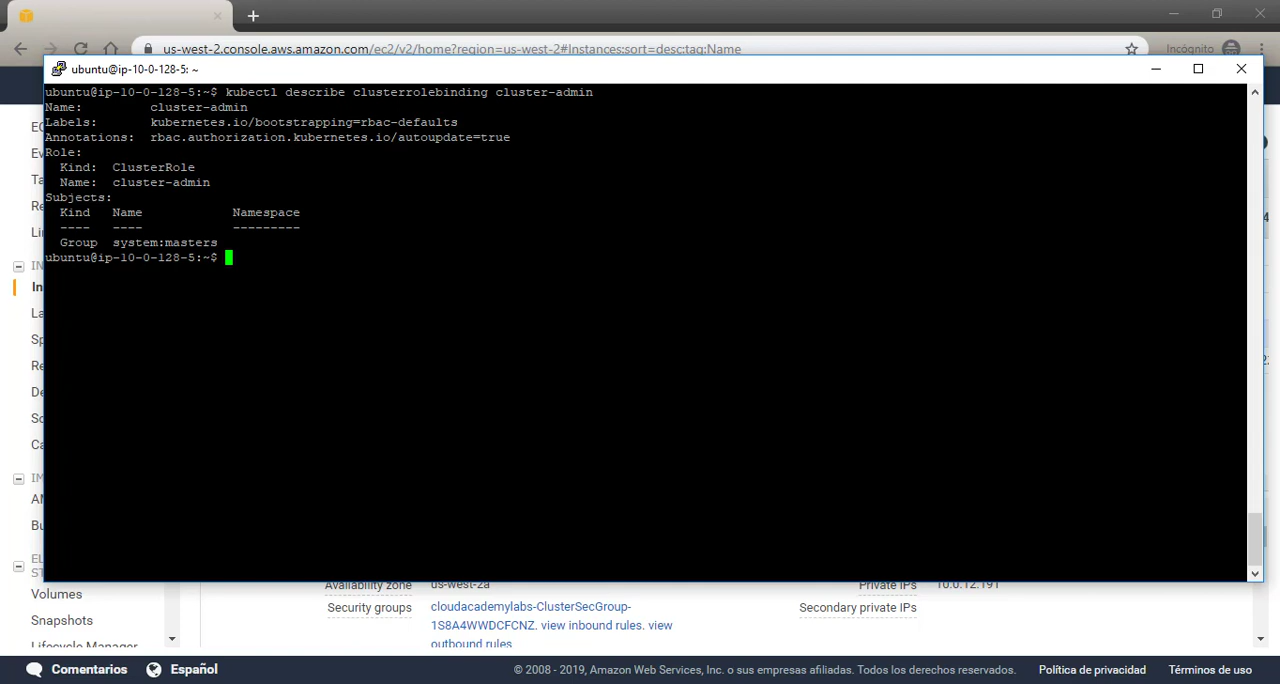 us-west-2.console.aws.amazon.com/ec2/v2/home?region=us-west-2#Instances:sort=desc:tag:Name
Incógnito
ubuntu@ip-10-0-128-5: ~
ubuntu@ip-10-0-128-5:~$ kubectl describe clusterrolebinding cluster-admin
Name:         cluster-admin
Labels:       kubernetes.io/bootstrapping=rbac-defaults
Annotations:  rbac.authorization.kubernetes.io/autoupdate=true
Role:
  Kind:  ClusterRole
  Name:  cluster-admin
Subjects:
  Kind   Name            Namespace
  ----   ----            ---------
  Group  system:masters
ubuntu@ip-10-0-128-5:~$
Availability zone us-west-2a
Private IPs 10.0.12.191
Security groups cloudacademylabs-ClusterSecGroup-
1S8A4WWDCFCNZ. view inbound rules. view
outbound rules
Secondary private IPs
Volumes
Snapshots
Lifecycle Manager
Comentarios
Español
© 2008 - 2019, Amazon Web Services, Inc. o sus empresas afiliadas. Todos los derechos reservados.
Política de privacidad
Términos de uso